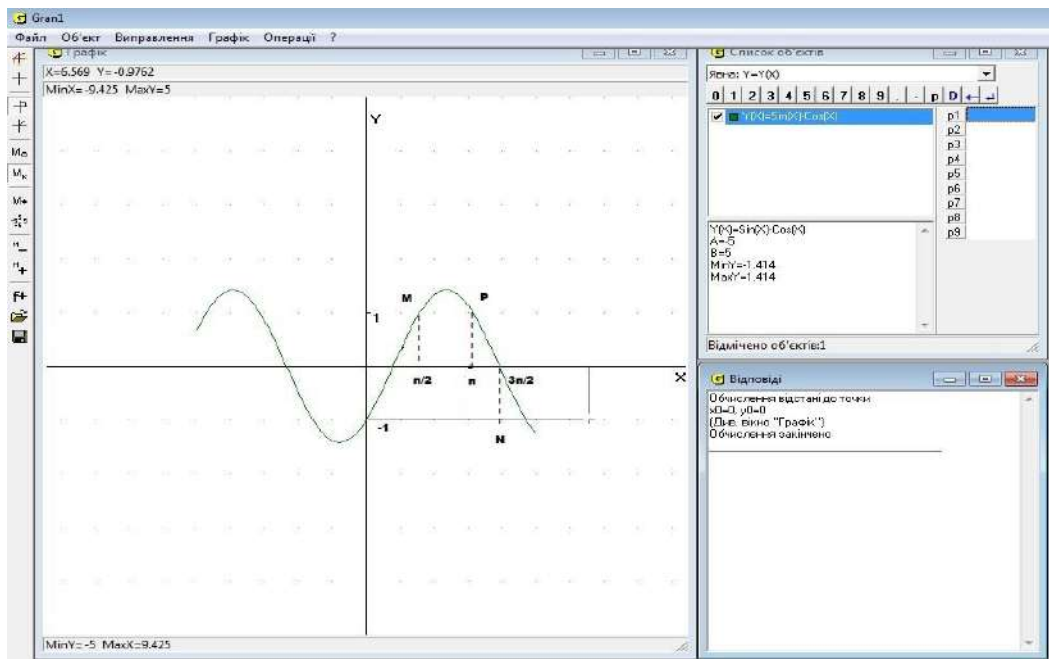 Gran1
Файл Об'єкт Виправлення Графік Операції ?
Графік
X=6.569 Y=-0.9762
MinX= -9.425 MaxY=5
Y
M
P
1
п/2
п
3п/2
X
-1
N
MinY= -5 MaxX=9.425
Список об'єктів
Явна: Y=Y(X)
0 1 2 3 4 5 6 7 8 9 . - p D
Y(X)=Sin(X)-Cos(X)
p1
p2
p3
p4
p5
p6
p7
p8
p9
Y(X)=Sin(X)-Cos(X)
A=-5
B=5
MinY=-1.414
MaxY=1.414
Відмічено об'єктів:1
Відповіді
Обчислення відстані до точки
x0=0, y0=0
(Див. вікно "Графік")
Обчислення закінчено